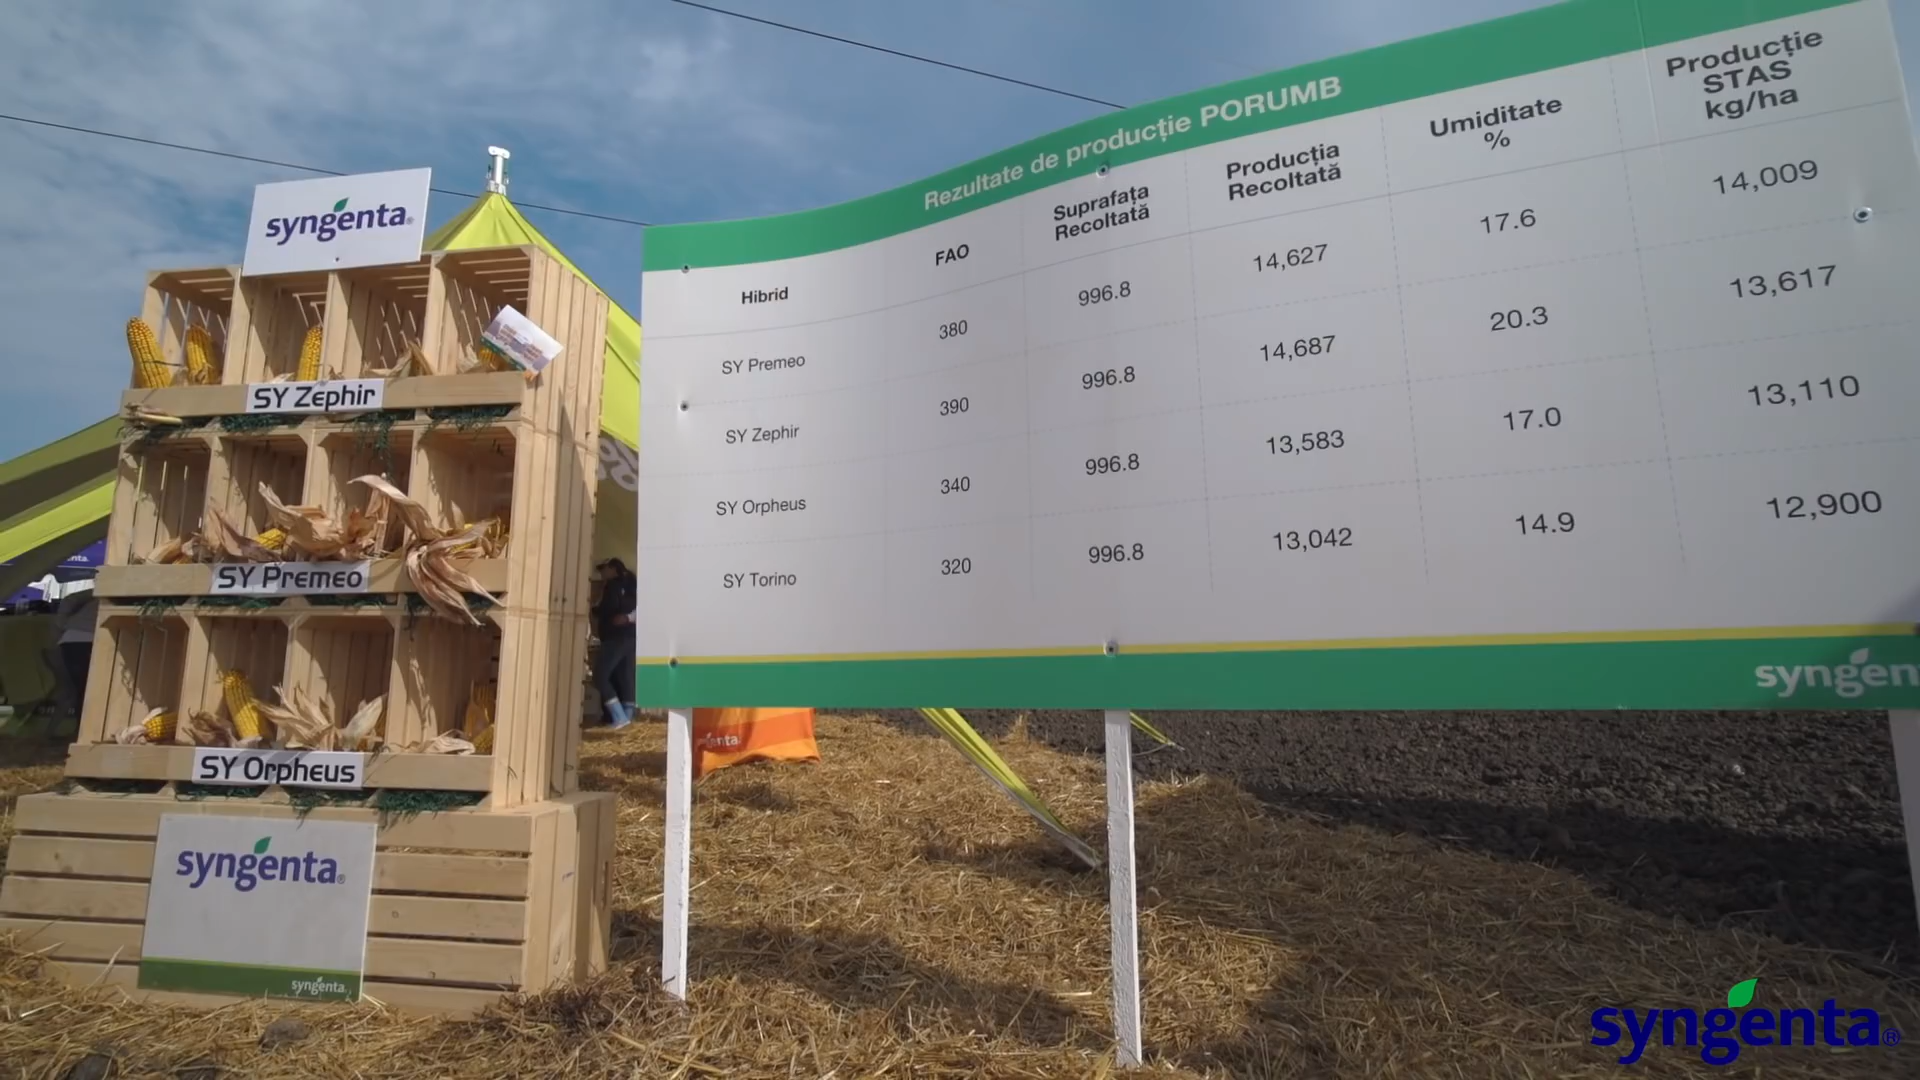 syngenta®
SY Zephir
SY Premeo
SY Orpheus
syngenta®
syngenta
Rezultate de producție PORUMB
Hibrid FAO Suprafața Recoltată Producția Recoltată Umiditate % Producție STAS kg/ha
SY Premeo 380 996.8 14,627 17.6 14,009
SY Zephir 390 996.8 14,687 20.3 13,617
SY Orpheus 340 996.8 13,583 17.0 13,110
SY Torino 320 996.8 13,042 14.9 12,900
syngen
syngenta®